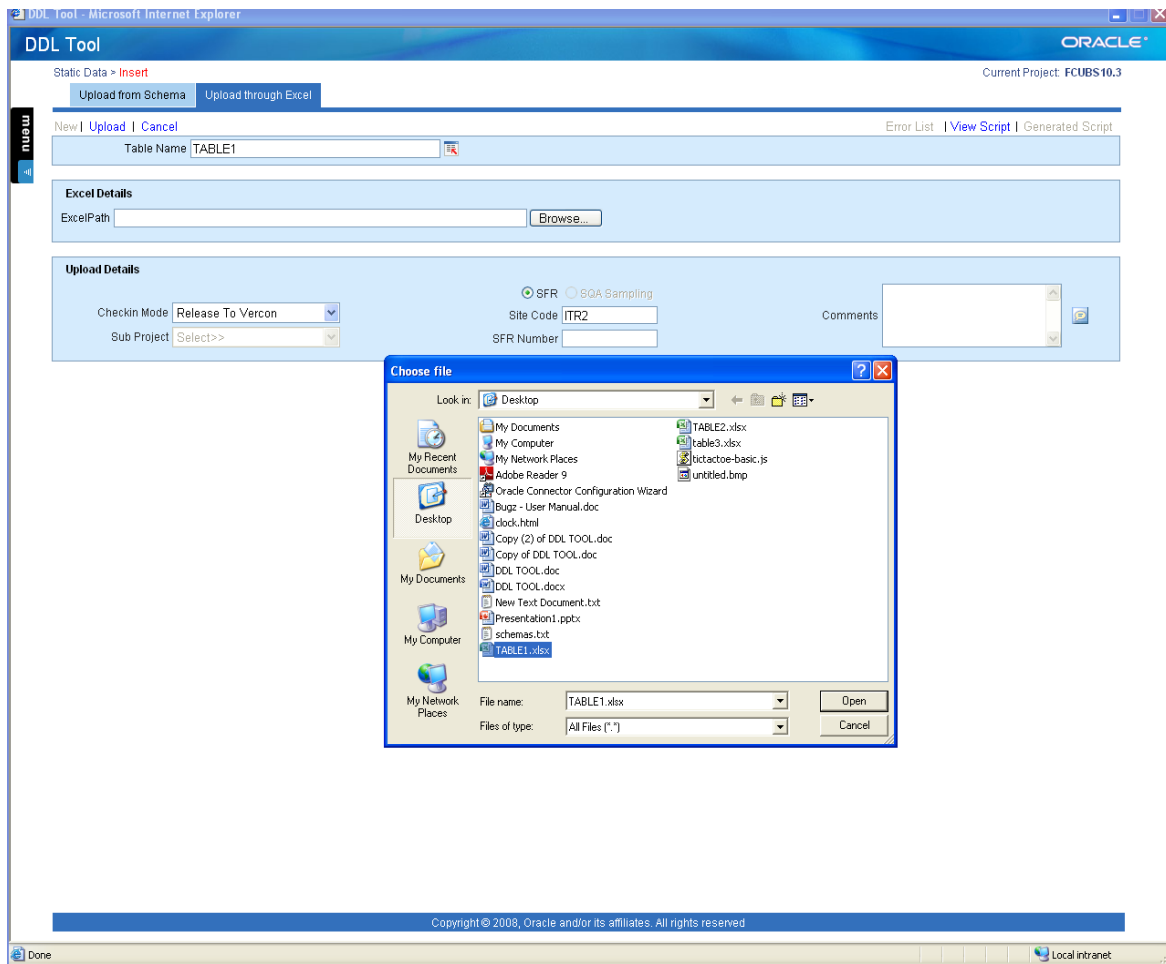 DDL Tool - Microsoft Internet Explorer
DDL Tool
ORACLE
Static Data > Insert
Current Project: FCUBS10.3
Upload from Schema
Upload through Excel
menu
New | Upload | Cancel
Error List | View Script | Generated Script
Table Name TABLE1
Excel Details
ExcelPath
Browse...
Upload Details
SFR SQA Sampling
Checkin Mode Release To Vercon
Site Code ITR2
Comments
Sub Project Select>>
SFR Number
Choose file
Look in: Desktop
My Recent Documents
Desktop
My Documents
My Computer
My Network Places
My Documents
My Computer
My Network Places
Adobe Reader 9
Oracle Connector Configuration Wizard
Bugz - User Manual.doc
clock.html
Copy (2) of DDL TOOL.doc
Copy of DDL TOOL.doc
DDL TOOL.doc
DDL TOOL.docx
New Text Document.txt
Presentation1.pptx
schemas.txt
TABLE1.xlsx
TABLE2.xlsx
table3.xlsx
tictactoe-basic.js
untitled.bmp
File name: TABLE1.xlsx
Open
Files of type: All Files (*.*)
Cancel
Copyright © 2008, Oracle and/or its affiliates. All rights reserved
Done
Local intranet